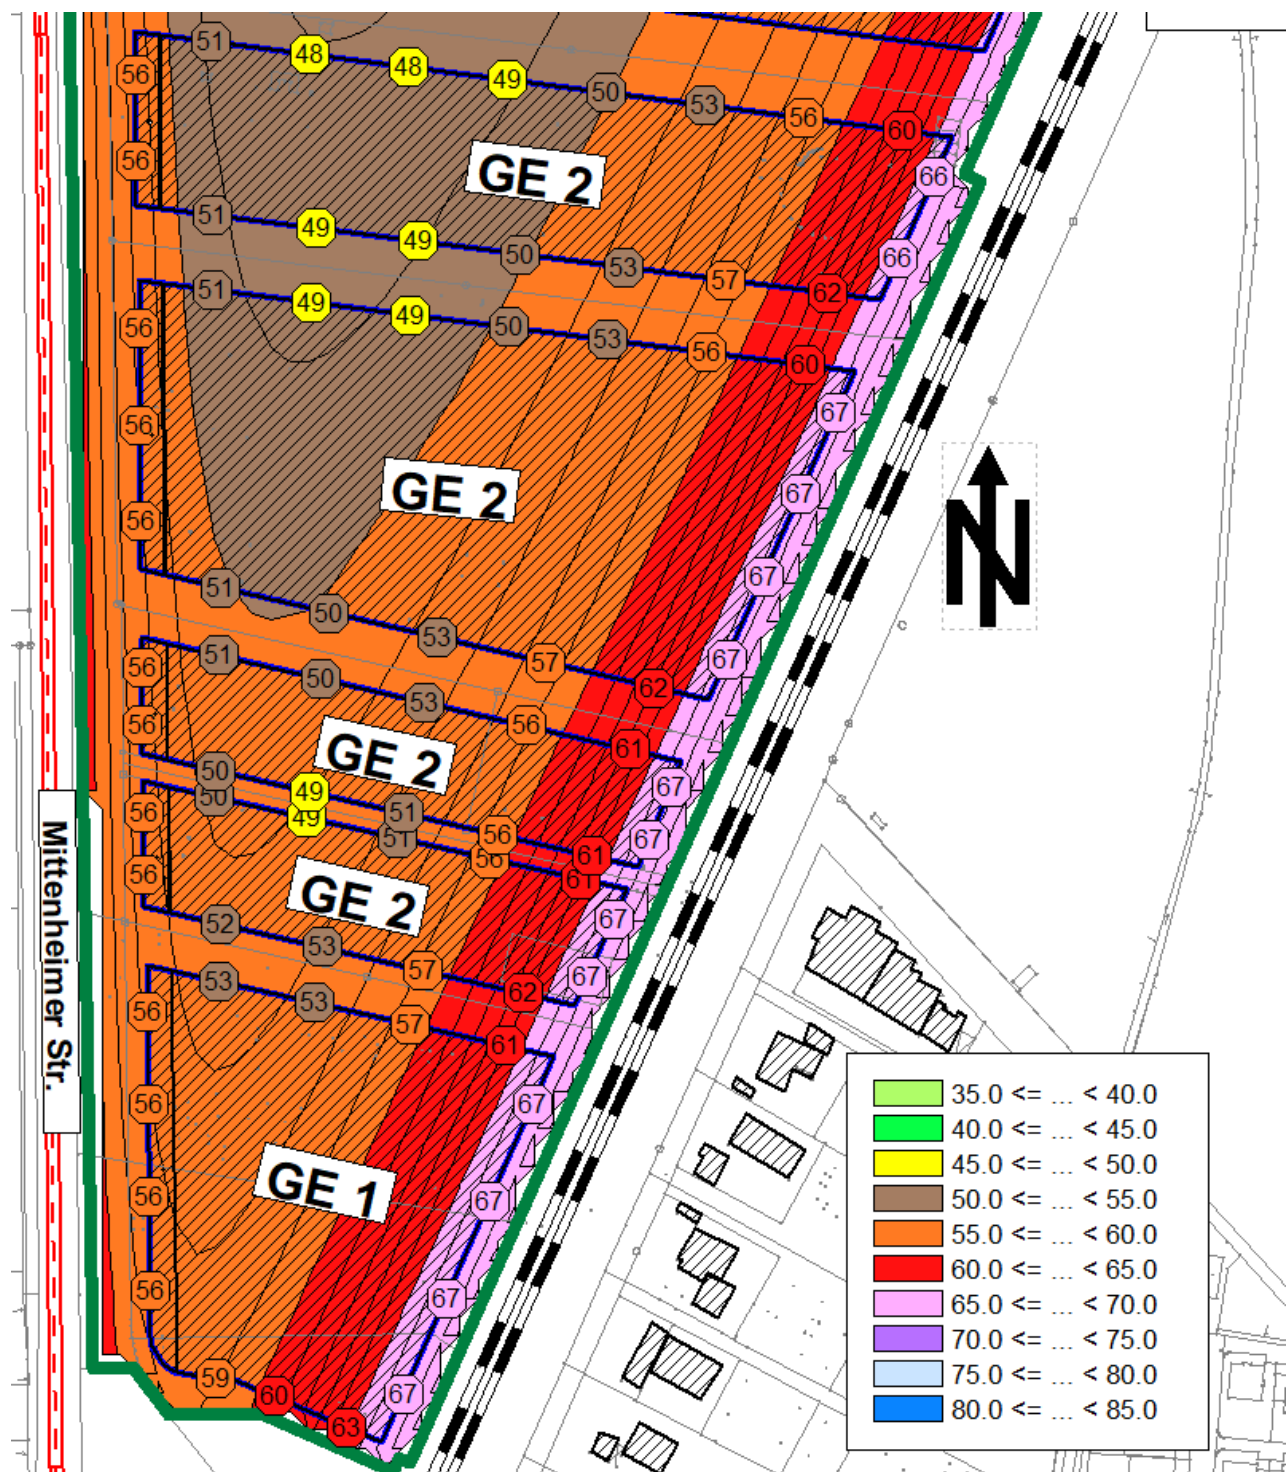 51 48 48 49 50 53 56 60
56
56
GE 2
66
51 49 49 50 53 57 62 66
51 49 49 50 53 56 60
56
56
56
67
67
67
67
GE 2
51 50 53 57 62
51 50 53 56 61
56
56
67
67
GE 2
50 49 51 56 61
50 49 51 56 61
56
56
67
67
GE 2
52 53 57 62
53 53 57 61
56
56
56
56
67
67
67
67
GE 1
59 60 63
Mittenheimer Str.
N
35.0 <= ... < 40.0
40.0 <= ... < 45.0
45.0 <= ... < 50.0
50.0 <= ... < 55.0
55.0 <= ... < 60.0
60.0 <= ... < 65.0
65.0 <= ... < 70.0
70.0 <= ... < 75.0
75.0 <= ... < 80.0
80.0 <= ... < 85.0